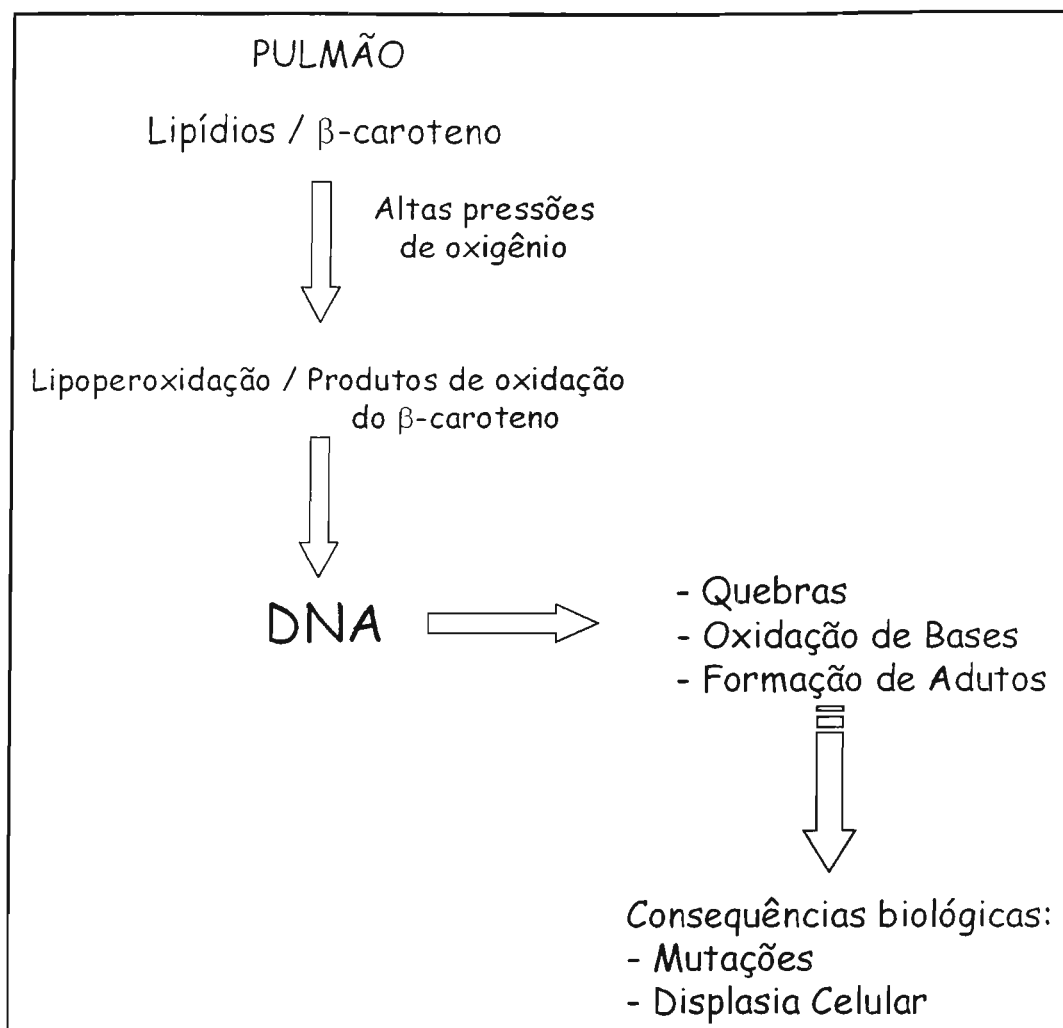 PULMÃO
Lipídios / β-caroteno
Altas pressões
de oxigênio
Lipoperoxidação / Produtos de oxidação
do β-caroteno
DNA
- Quebras
- Oxidação de Bases
- Formação de Adutos
Consequências biológicas:
- Mutações
- Displasia Celular